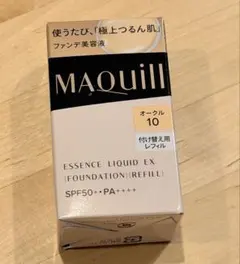 使うたび、「極上つるん肌」
ファンデ美容液
MAQuill
オークル
10
付け替え用
レフィル
ESSENCE LIQUID EX
(FOUNDATION)(REFILL)
SPF50+・PA++++